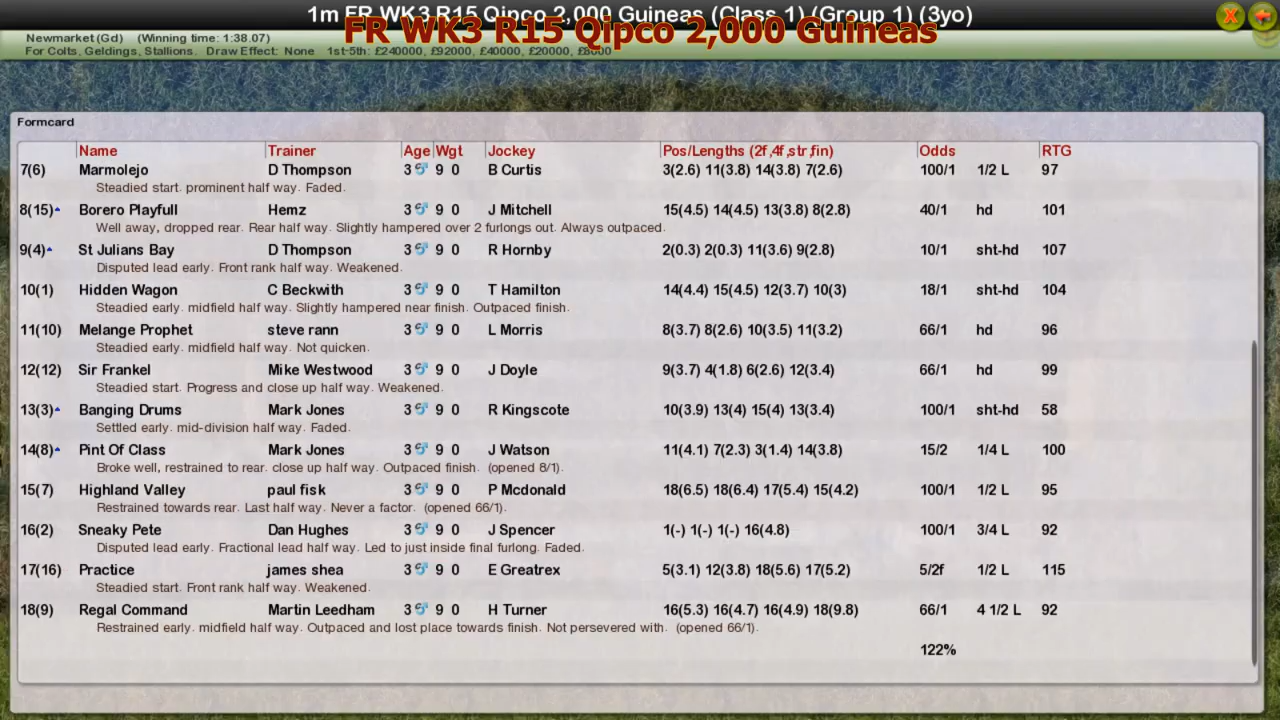 1m FR WK3 R15 Qipco 2,000 Guineas (Class 1) (Group 1) (3yo)
FR WK3 R15 Qipco 2,000 Guineas
Newmarket (Gd) (Winning time: 1:38.07)
For Colts, Geldings, Stallions. Draw Effect: None 1st-5th: £240000, £92000, £40000, £20000, £8000
Formcard
Name Trainer Age Wgt Jockey Pos/Lengths (2f,4f,str,fin) Odds RTG
7(6) Marmolejo D Thompson 3 9 0 B Curtis 3(2.6) 11(3.8) 14(3.8) 7(2.6) 100/1 1/2 L 97
Steadied start. prominent half way. Faded.
8(15) Borero Playfull Hemz 3 9 0 J Mitchell 15(4.5) 14(4.5) 13(3.8) 8(2.8) 40/1 hd 101
Well away, dropped rear. Rear half way. Slightly hampered over 2 furlongs out. Always outpaced.
9(4) St Julians Bay D Thompson 3 9 0 R Hornby 2(0.3) 2(0.3) 11(3.6) 9(2.8) 10/1 sht-hd 107
Disputed lead early. Front rank half way. Weakened.
10(1) Hidden Wagon C Beckwith 3 9 0 T Hamilton 14(4.4) 15(4.5) 12(3.7) 10(3) 18/1 sht-hd 104
Steadied early. midfield half way. Slightly hampered near finish. Outpaced finish.
11(10) Melange Prophet steve rann 3 9 0 L Morris 8(3.7) 8(2.6) 10(3.5) 11(3.2) 66/1 hd 96
Steadied early. midfield half way. Not quicken.
12(12) Sir Frankel Mike Westwood 3 9 0 J Doyle 9(3.7) 4(1.8) 6(2.6) 12(3.4) 66/1 hd 99
Steadied start. Progress and close up half way. Weakened.
13(3) Banging Drums Mark Jones 3 9 0 R Kingscote 10(3.9) 13(4) 15(4) 13(3.4) 100/1 sht-hd 58
Settled early. mid-division half way. Faded.
14(8) Pint Of Class Mark Jones 3 9 0 J Watson 11(4.1) 7(2.3) 3(1.4) 14(3.8) 15/2 1/4 L 100
Broke well, restrained to rear. close up half way. Outpaced finish. (opened 8/1).
15(7) Highland Valley paul fisk 3 9 0 P Mcdonald 18(6.5) 18(6.4) 17(5.4) 15(4.2) 100/1 1/2 L 95
Restrained towards rear. Last half way. Never a factor. (opened 66/1).
16(2) Sneaky Pete Dan Hughes 3 9 0 J Spencer 1(-) 1(-) 1(-) 16(4.8) 100/1 3/4 L 92
Disputed lead early. Fractional lead half way. Led to just inside final furlong. Faded.
17(16) Practice james shea 3 9 0 E Greatrex 5(3.1) 12(3.8) 18(5.6) 17(5.2) 5/2f 1/2 L 115
Steadied start. Front rank half way. Weakened.
18(9) Regal Command Martin Leedham 3 9 0 H Turner 16(5.3) 16(4.7) 16(4.9) 18(9.8) 66/1 4 1/2 L 92
Restrained early. midfield half way. Outpaced and lost place towards finish. Not persevered with. (opened 66/1).
122%